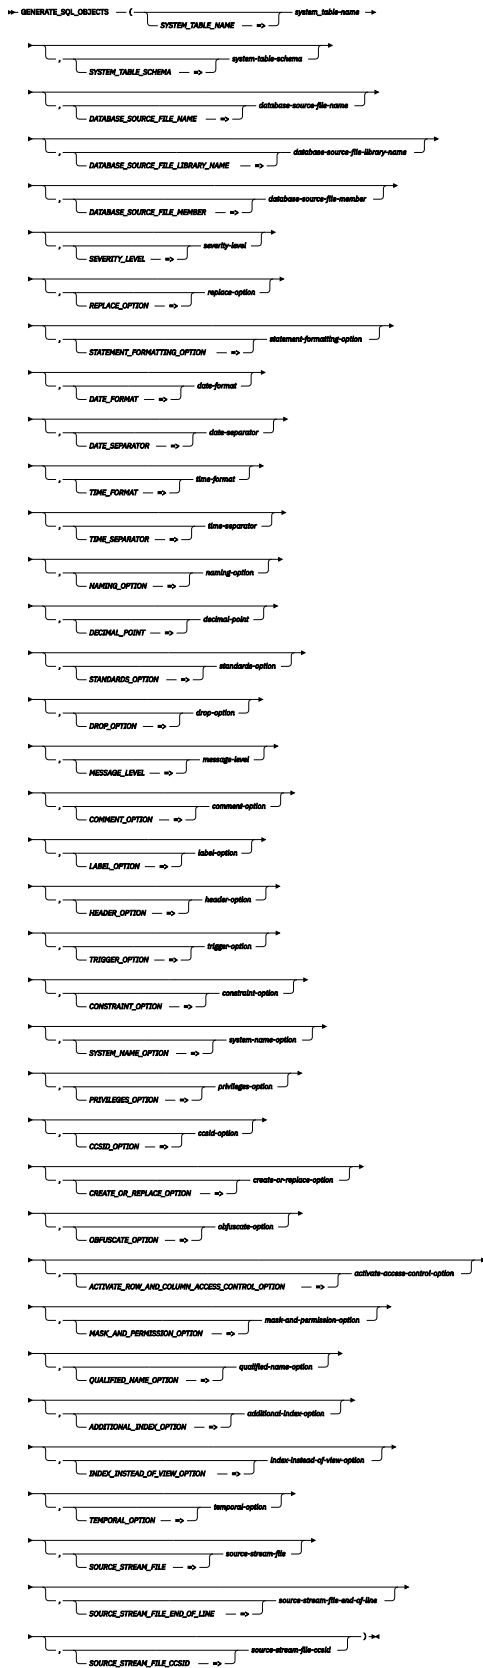 GENERATE_SQL_OBJECTS ( system_table-name
SYSTEM_TABLE_NAME =>
, system-table-schema
SYSTEM_TABLE_SCHEMA =>
, database-source-file-name
DATABASE_SOURCE_FILE_NAME =>
, database-source-file-library-name
DATABASE_SOURCE_FILE_LIBRARY_NAME =>
, database-source-file-member
DATABASE_SOURCE_FILE_MEMBER =>
, severity-level
SEVERITY_LEVEL =>
, replace-option
REPLACE_OPTION =>
, statement-formatting-option
STATEMENT_FORMATTING_OPTION =>
, date-format
DATE_FORMAT =>
, date-separator
DATE_SEPARATOR =>
, time-format
TIME_FORMAT =>
, time-separator
TIME_SEPARATOR =>
, naming-option
NAMING_OPTION =>
, decimal-point
DECIMAL_POINT =>
, standards-option
STANDARDS_OPTION =>
, drop-option
DROP_OPTION =>
, message-level
MESSAGE_LEVEL =>
, comment-option
COMMENT_OPTION =>
, label-option
LABEL_OPTION =>
, header-option
HEADER_OPTION =>
, trigger-option
TRIGGER_OPTION =>
, constraint-option
CONSTRAINT_OPTION =>
, system-name-option
SYSTEM_NAME_OPTION =>
, privileges-option
PRIVILEGES_OPTION =>
, ccsid-option
CCSID_OPTION =>
, create-or-replace-option
CREATE_OR_REPLACE_OPTION =>
, obfuscate-option
OBFUSCATE_OPTION =>
, activate-access-control-option
ACTIVATE_ROW_AND_COLUMN_ACCESS_CONTROL_OPTION =>
, mask-and-permission-option
MASK_AND_PERMISSION_OPTION =>
, qualified-name-option
QUALIFIED_NAME_OPTION =>
, additional-index-option
ADDITIONAL_INDEX_OPTION =>
, index-instead-of-view-option
INDEX_INSTEAD_OF_VIEW_OPTION =>
, temporal-option
TEMPORAL_OPTION =>
, source-stream-file
SOURCE_STREAM_FILE =>
, source-stream-file-end-of-line
SOURCE_STREAM_FILE_END_OF_LINE =>
, source-stream-file-ccsid )
SOURCE_STREAM_FILE_CCSID =>